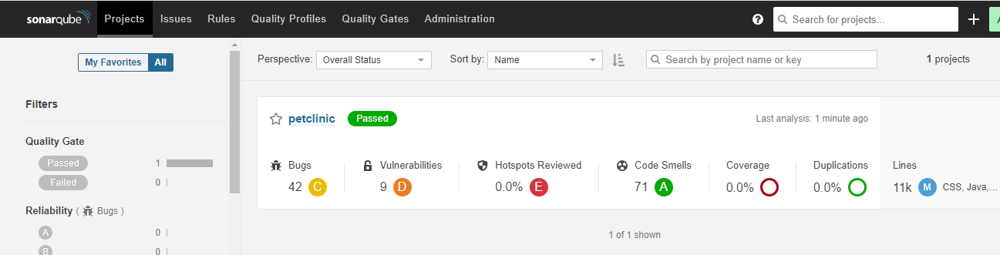 sonarqube Projects Issues Rules Quality Profiles Quality Gates Administration ? Search for projects... + A
My Favorites All
Perspective: Overall Status Sort by: Name Search by project name or key 1 projects
Filters
petclinic Passed Last analysis: 1 minute ago
Quality Gate
Passed 1
Failed 0
Bugs Vulnerabilities Hotspots Reviewed Code Smells Coverage Duplications Lines
42 C 9 D 0.0% E 71 A 0.0% 0.0% 11k M CSS, Java,...
Reliability ( Bugs )
A 0
B 0
1 of 1 shown